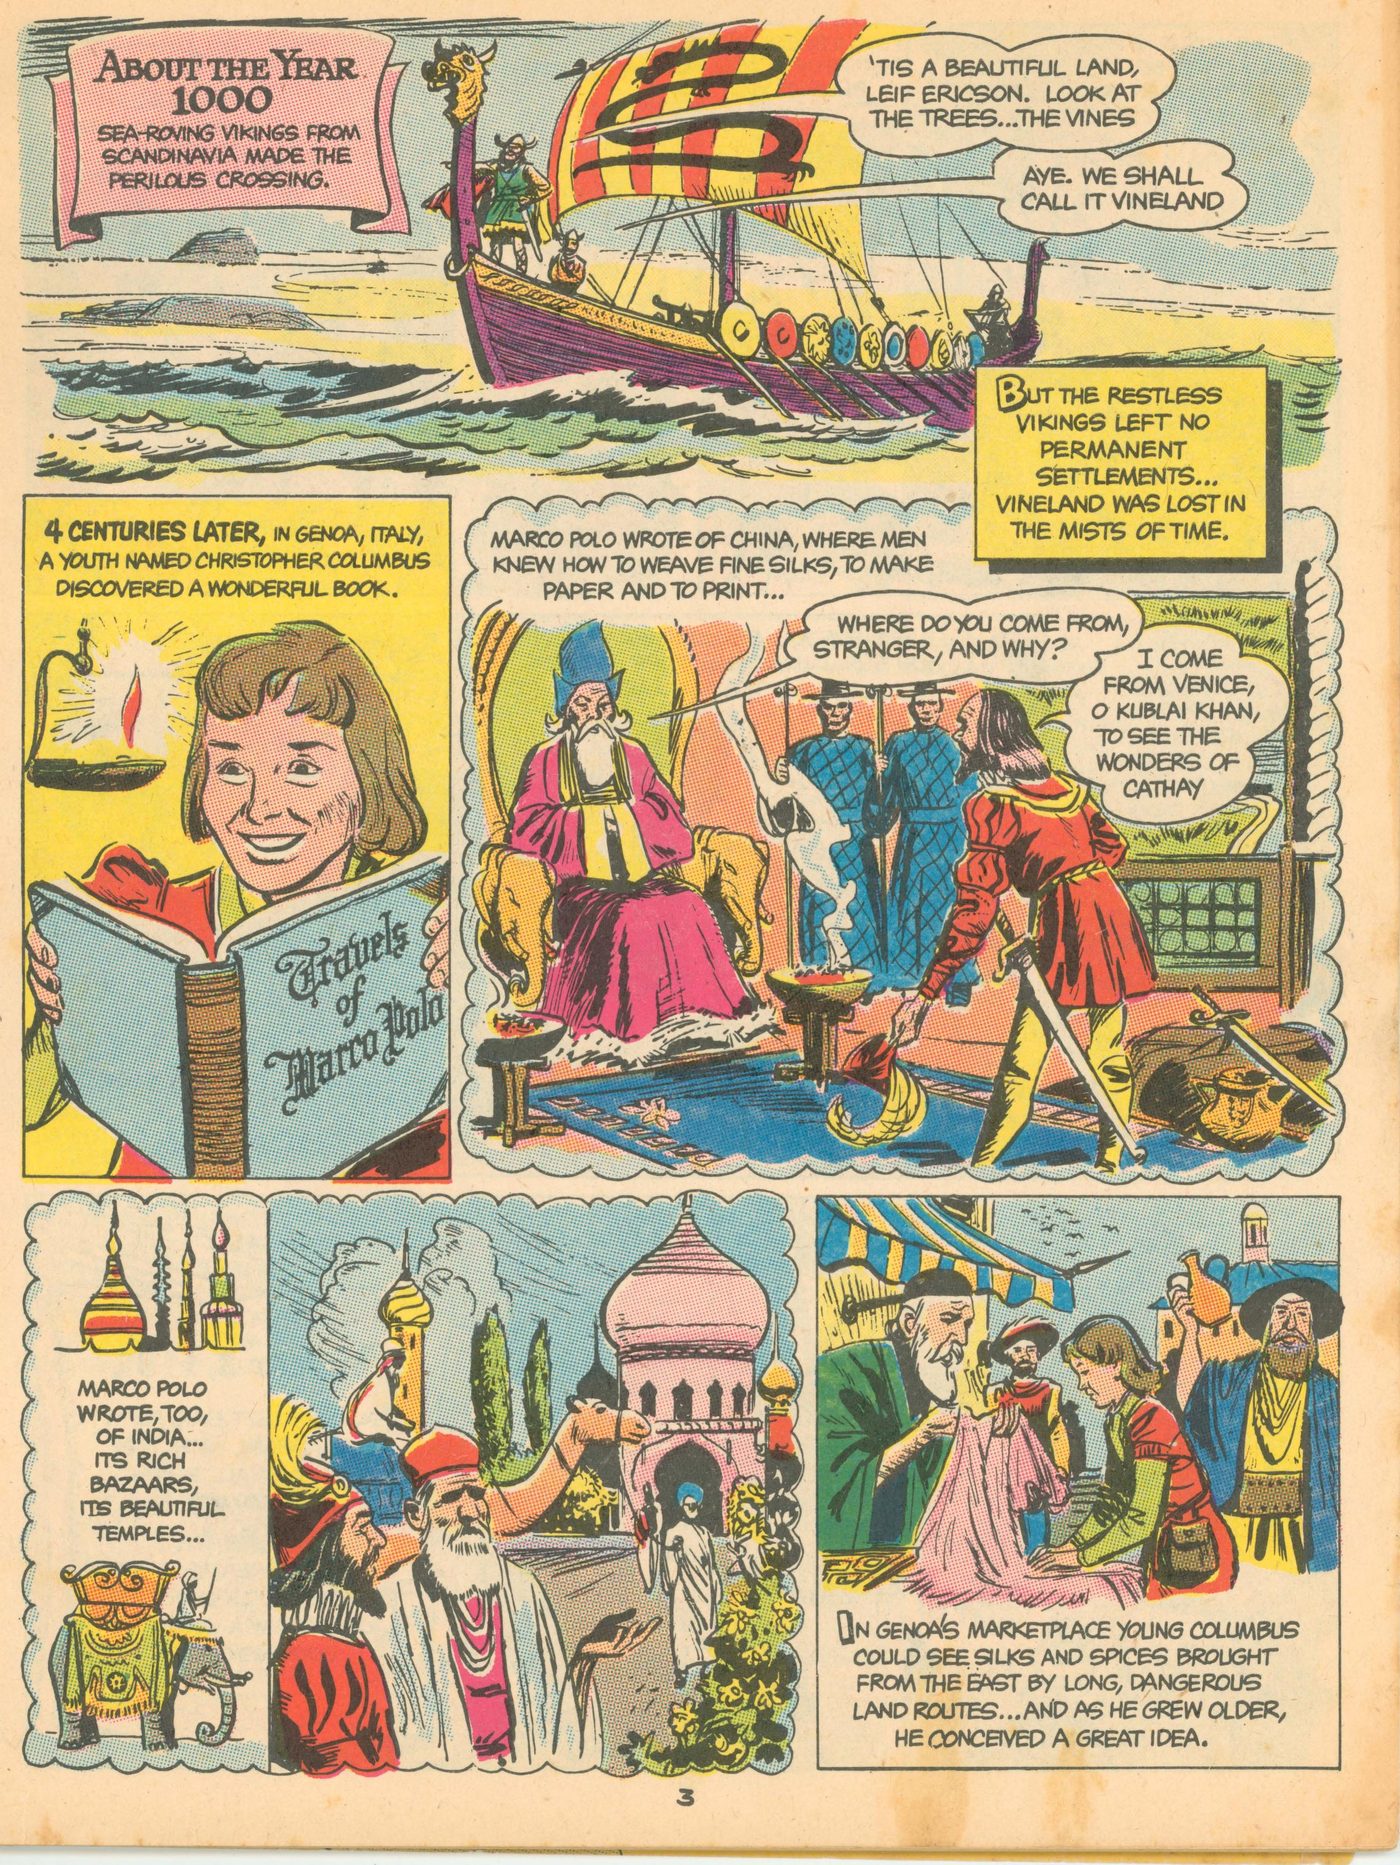 ABOUT THE YEAR
1000
SEA-ROVING VIKINGS FROM
SCANDINAVIA MADE THE
PERILOUS CROSSING.
'TIS A BEAUTIFUL LAND,
LEIF ERICSON. LOOK AT
THE TREES...THE VINES
AYE. WE SHALL
CALL IT VINELAND
BUT THE RESTLESS
VIKINGS LEFT NO
PERMANENT
SETTLEMENTS...
VINELAND WAS LOST IN
THE MISTS OF TIME.
4 CENTURIES LATER, IN GENOA, ITALY,
A YOUTH NAMED CHRISTOPHER COLUMBUS
DISCOVERED A WONDERFUL BOOK.
Travels
of
Marco Polo
MARCO POLO WROTE OF CHINA, WHERE MEN
KNEW HOW TO WEAVE FINE SILKS, TO MAKE
PAPER AND TO PRINT...
WHERE DO YOU COME FROM,
STRANGER, AND WHY?
I COME
FROM VENICE,
O KUBLAI KHAN,
TO SEE THE
WONDERS OF
CATHAY
MARCO POLO
WROTE, TOO,
OF INDIA...
ITS RICH
BAZAARS,
ITS BEAUTIFUL
TEMPLES...
IN GENOA'S MARKETPLACE YOUNG COLUMBUS
COULD SEE SILKS AND SPICES BROUGHT
FROM THE EAST BY LONG, DANGEROUS
LAND ROUTES...AND AS HE GREW OLDER,
HE CONCEIVED A GREAT IDEA.
3